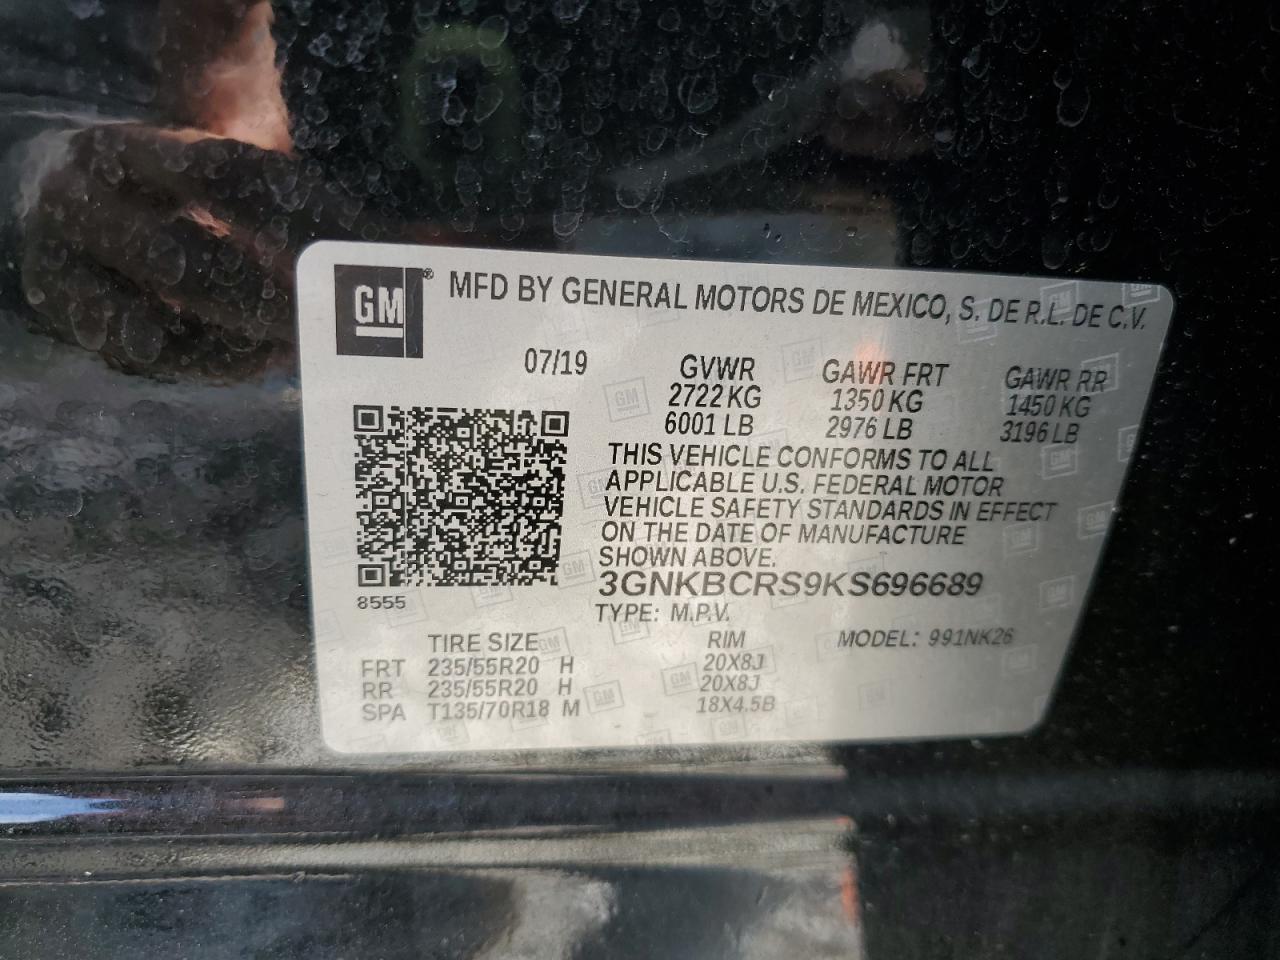 GM ® MFD BY GENERAL MOTORS DE MEXICO, S. DE R.L. DE C.V.
07/19 GVWR GAWR FRT GAWR RR
2722 KG 1350 KG 1450 KG
6001 LB 2976 LB 3196 LB
THIS VEHICLE CONFORMS TO ALL
APPLICABLE U.S. FEDERAL MOTOR
VEHICLE SAFETY STANDARDS IN EFFECT
ON THE DATE OF MANUFACTURE
SHOWN ABOVE.
3GNKBCRS9KS696689
8555
TYPE: M.P.V.
TIRE SIZE RIM MODEL: 991NK26
FRT 235/55R20 H 20X8J
RR 235/55R20 H 20X8J
SPA T135/70R18 M 18X4.5B